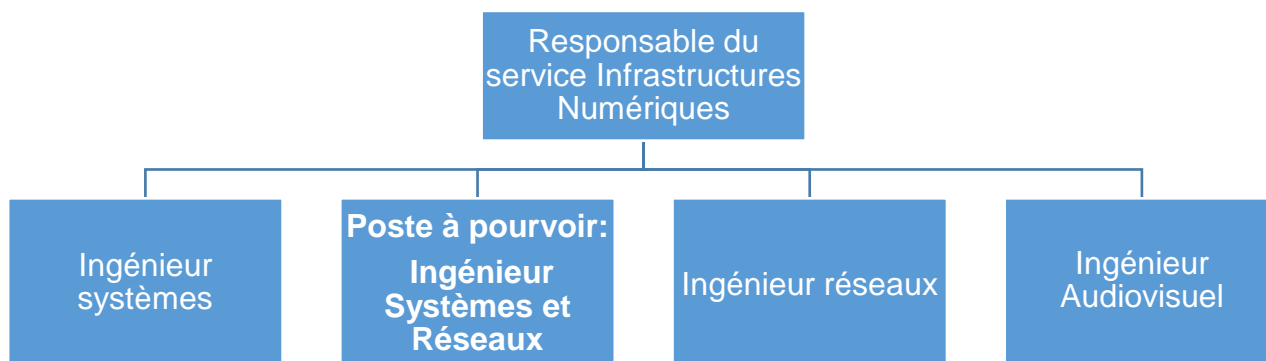 Responsable du
service Infrastructures
Numériques
Ingénieur
systèmes
Poste à pourvoir:
Ingénieur
Systèmes et
Réseaux
Ingénieur réseaux
Ingénieur
Audiovisuel